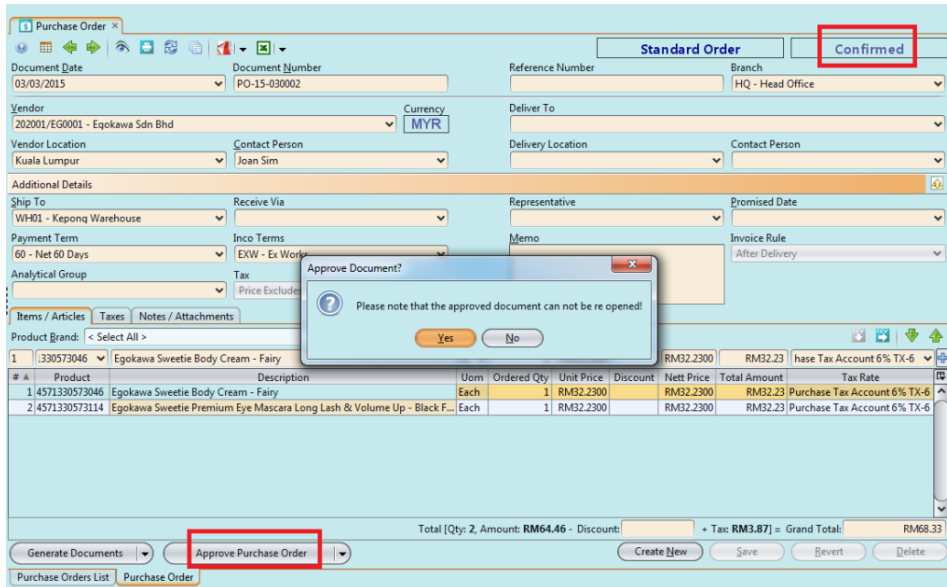 Purchase Order ×
Standard Order Confirmed
Document Date Document Number Reference Number Branch
03/03/2015 PO-15-030002 HQ - Head Office
Vendor Currency Deliver To
202001/EG0001 - Egokawa Sdn Bhd MYR
Vendor Location Contact Person Delivery Location Contact Person
Kuala Lumpur Joan Sim
Additional Details
Ship To Receive Via Representative Promised Date
WH01 - Kepong Warehouse
Payment Term Inco Terms Memo Invoice Rule
60 - Net 60 Days EXW - Ex Works After Delivery
Analytical Group Tax
Price Exclude
Approve Document?
Please note that the approved document can not be re opened!
Yes No
Items / Articles Taxes Notes / Attachments
Product Brand: < Select All >
1 .330573046 Egokawa Sweetie Body Cream - Fairy RM32.2300 RM32.23 hase Tax Account 6% TX-6
# Product Description Uom Ordered Qty Unit Price Discount Nett Price Total Amount Tax Rate
1 4571330573046 Egokawa Sweetie Body Cream - Fairy Each 1 RM32.2300 RM32.2300 RM32.23 Purchase Tax Account 6% TX-6
2 4571330573114 Egokawa Sweetie Premium Eye Mascara Long Lash & Volume Up - Black F... Each 1 RM32.2300 RM32.2300 RM32.23 Purchase Tax Account 6% TX-6
Total [Qty: 2, Amount: RM64.46 - Discount: + Tax: RM3.87] = Grand Total: RM68.33
Generate Documents Approve Purchase Order Create New Save Revert Delete
Purchase Orders List Purchase Order